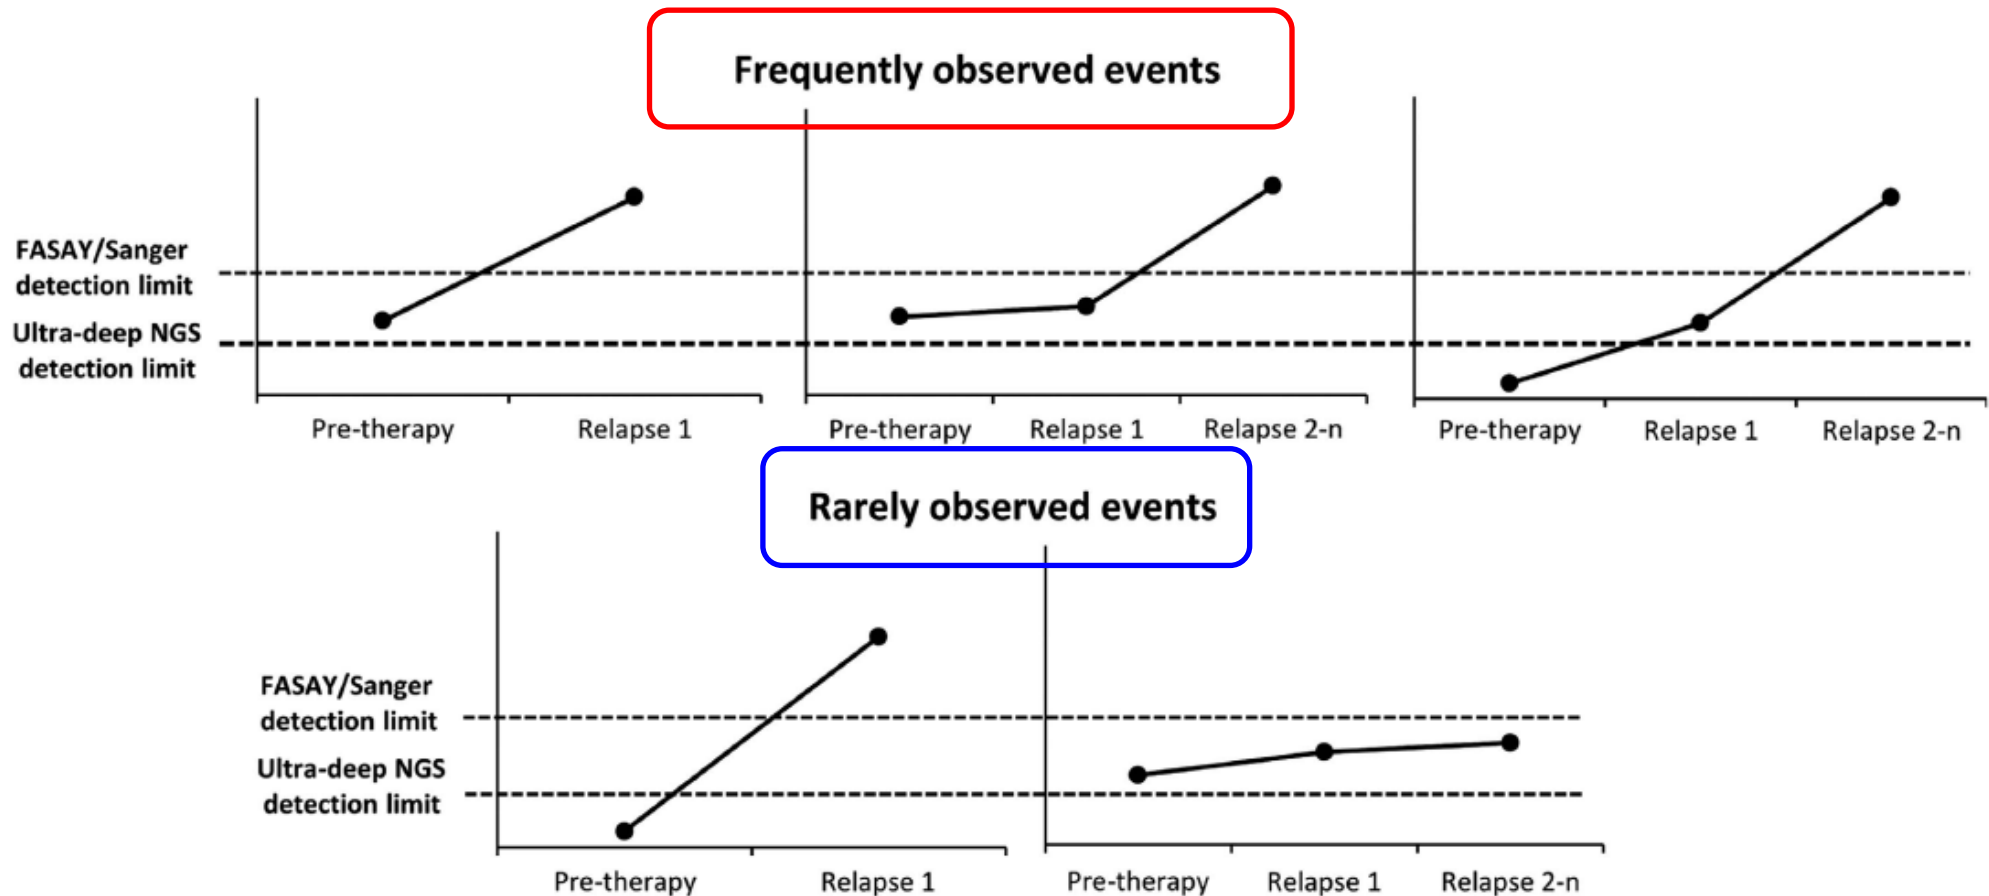 Frequently observed events
FASAY/Sanger
detection limit
Ultra-deep NGS
detection limit
Pre-therapy
Relapse 1
Pre-therapy
Relapse 1
Relapse 2-n
Pre-therapy
Relapse 1
Relapse 2-n
Rarely observed events
FASAY/Sanger
detection limit
Ultra-deep NGS
detection limit
Pre-therapy
Relapse 1
Pre-therapy
Relapse 1
Relapse 2-n